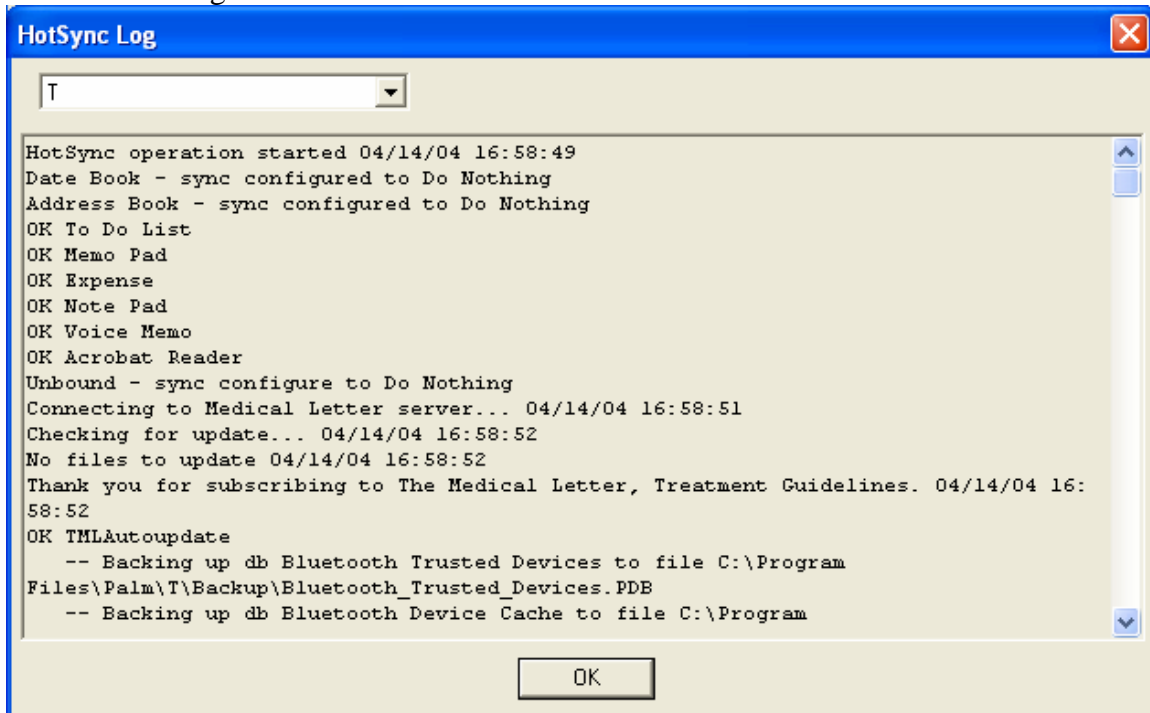 HotSync Log
T
HotSync operation started 04/14/04 16:58:49
Date Book - sync configured to Do Nothing
Address Book - sync configured to Do Nothing
OK To Do List
OK Memo Pad
OK Expense
OK Note Pad
OK Voice Memo
OK Acrobat Reader
Unbound - sync configure to Do Nothing
Connecting to Medical Letter server... 04/14/04 16:58:51
Checking for update... 04/14/04 16:58:52
No files to update 04/14/04 16:58:52
Thank you for subscribing to The Medical Letter, Treatment Guidelines. 04/14/04 16:
58:52
OK TMLAutoupdate
   -- Backing up db Bluetooth Trusted Devices to file C:\Program
Files\Palm\T\Backup\Bluetooth_Trusted_Devices.PDB
   -- Backing up db Bluetooth Device Cache to file C:\Program
OK